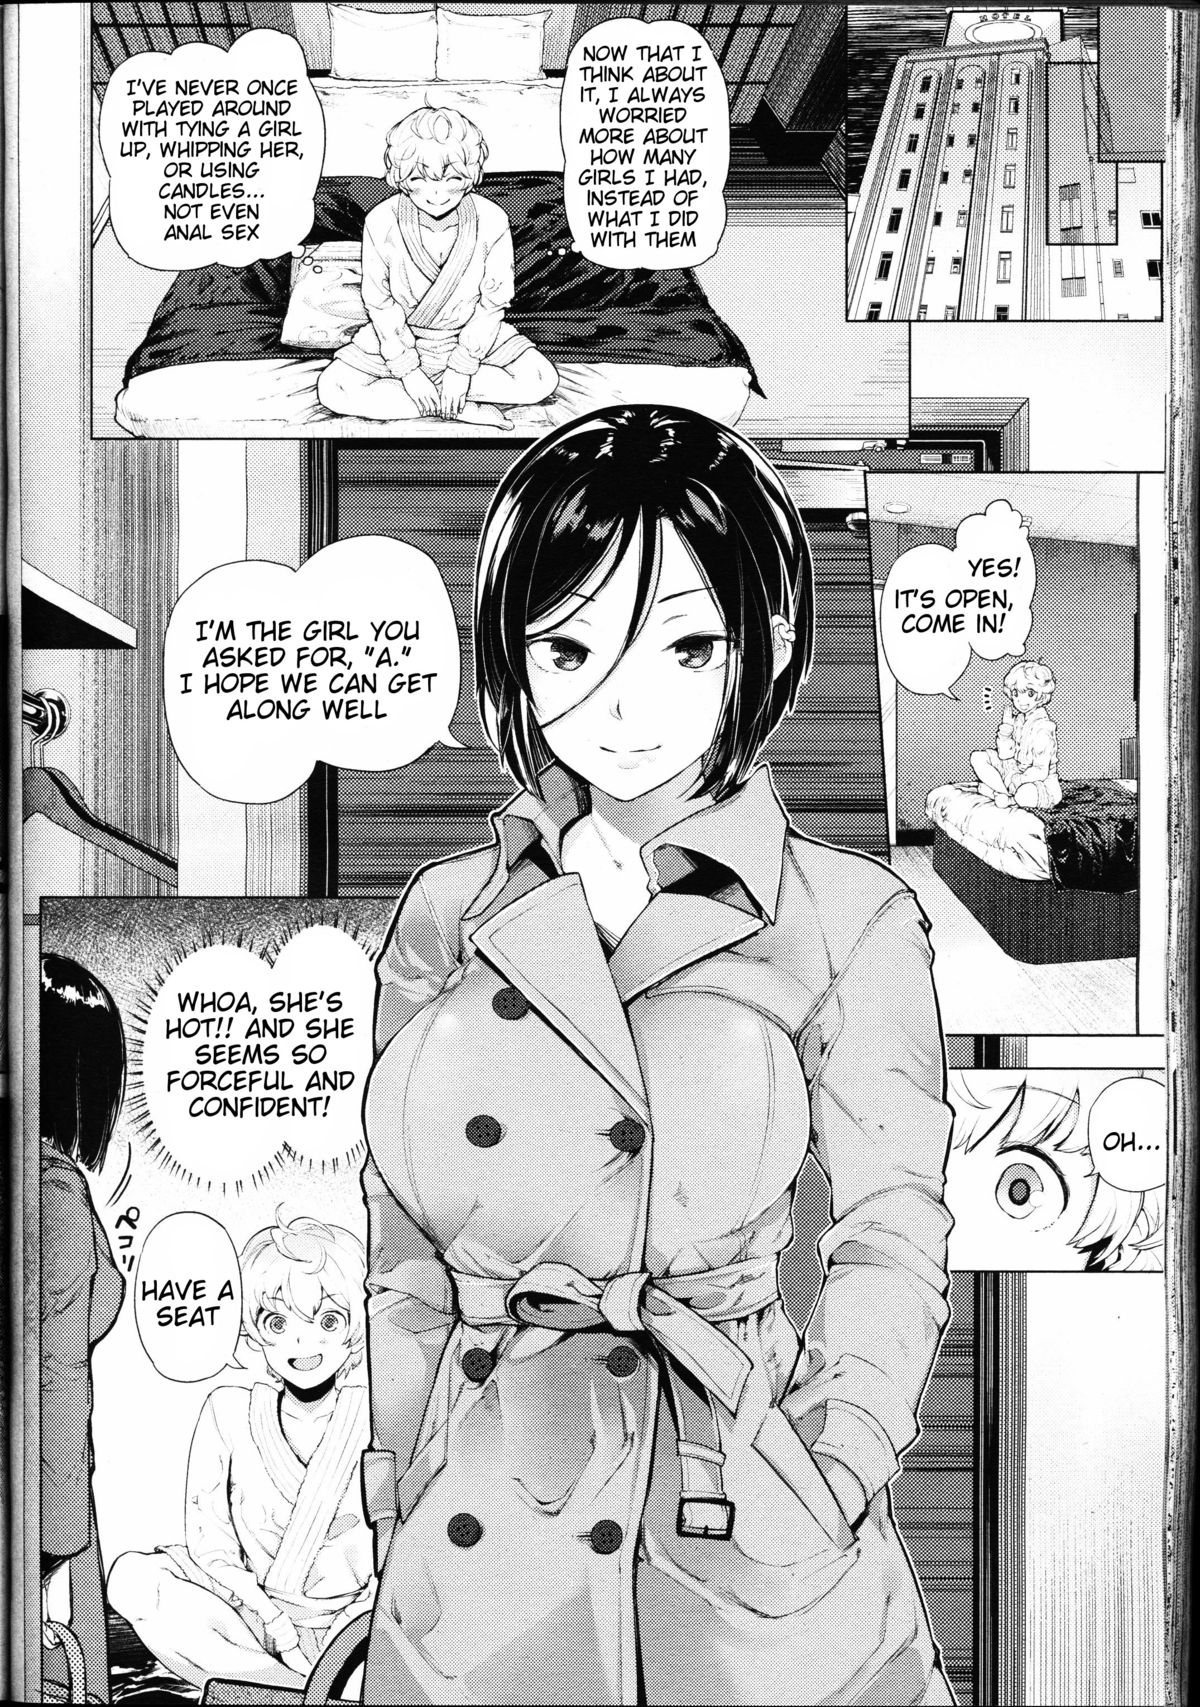 HOTEL
NOW THAT I
THINK ABOUT
IT, I ALWAYS
WORRIED
MORE ABOUT
HOW MANY
GIRLS I HAD,
INSTEAD OF
WHAT I DID
WITH THEM
I'VE NEVER ONCE
PLAYED AROUND
WITH TYING A GIRL
UP, WHIPPING HER,
OR USING
CANDLES...
NOT EVEN
ANAL SEX
YES!
IT'S OPEN,
COME IN!
I'M THE GIRL YOU
ASKED FOR, "A."
I HOPE WE CAN GET
ALONG WELL
OH...
WHOA, SHE'S
HOT!! AND SHE
SEEMS SO
FORCEFUL AND
CONFIDENT!
ニコッ
HAVE A
SEAT